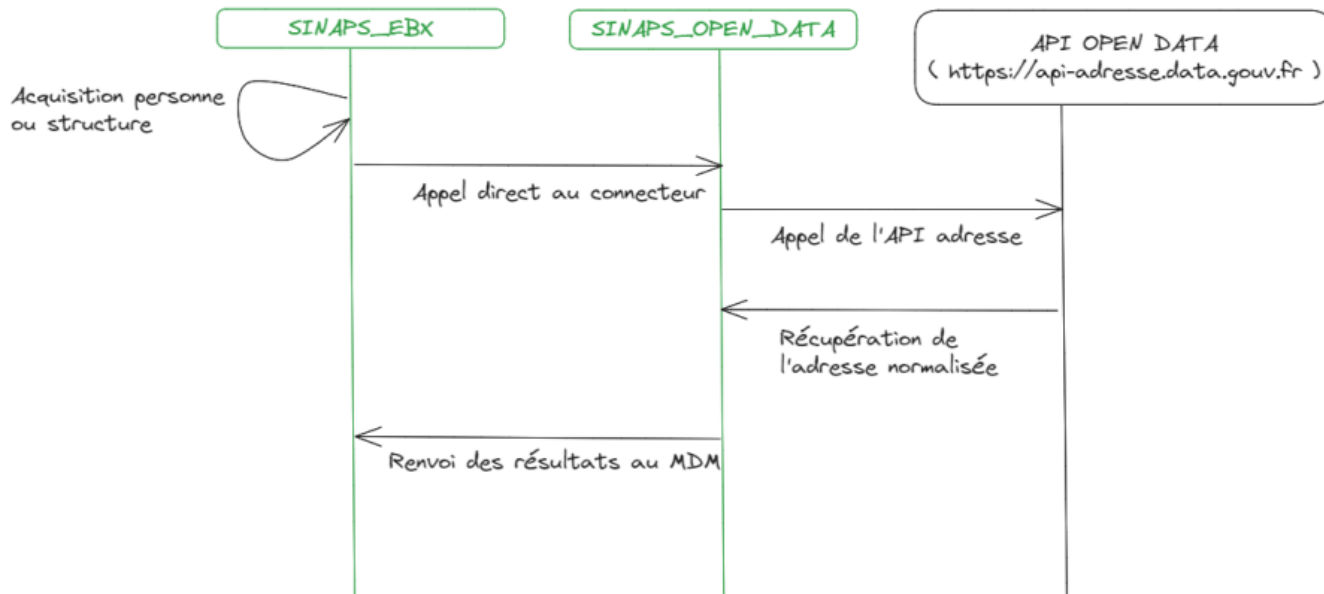 SINAPS_EBX
SINAPS_OPEN_DATA
API OPEN DATA
( https://api-adresse.data.gouv.fr )
Acquisition personne
ou structure
Appel direct au connecteur
Appel de l'API adresse
Récupération de
l'adresse normalisée
Renvoi des résultats au MDM